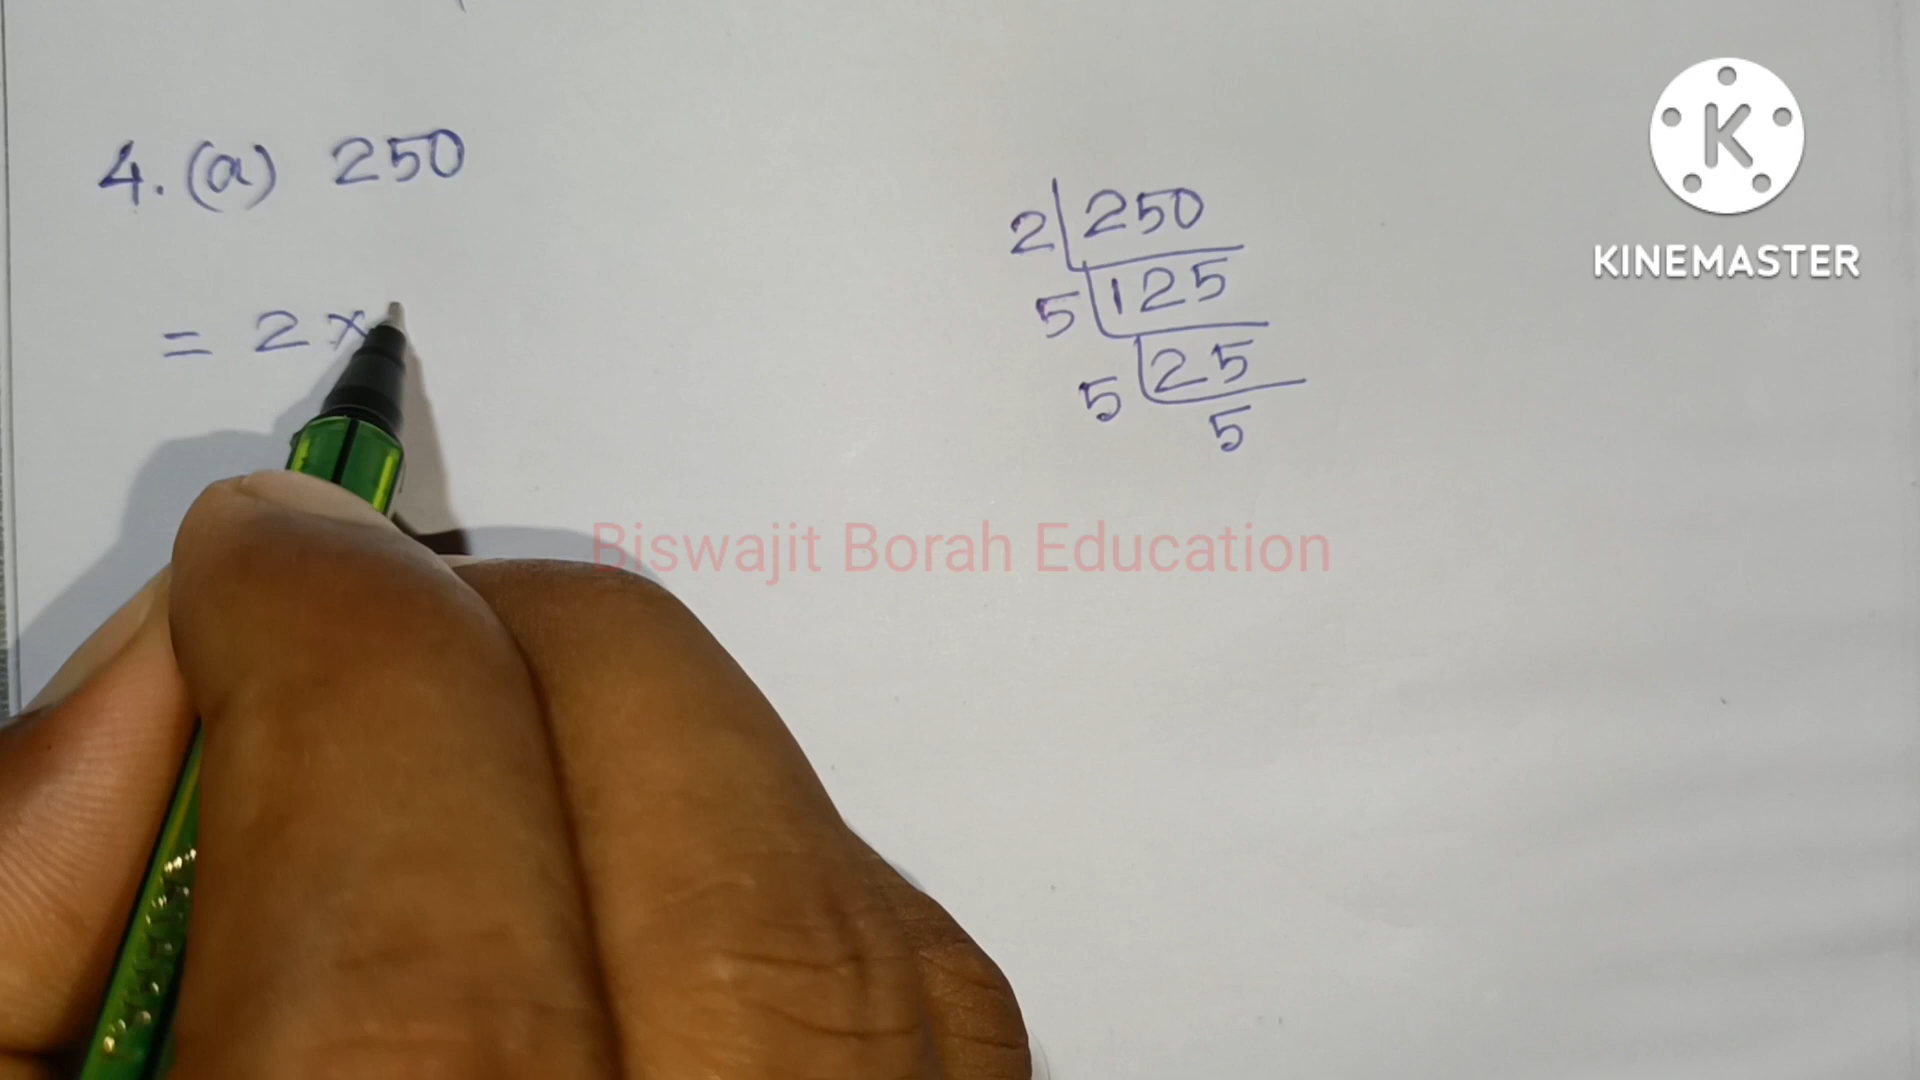 4. (a) 250
= 2 ×
2 250
5 125
5 25
5
K
KINEMASTER
Biswajit Borah Education